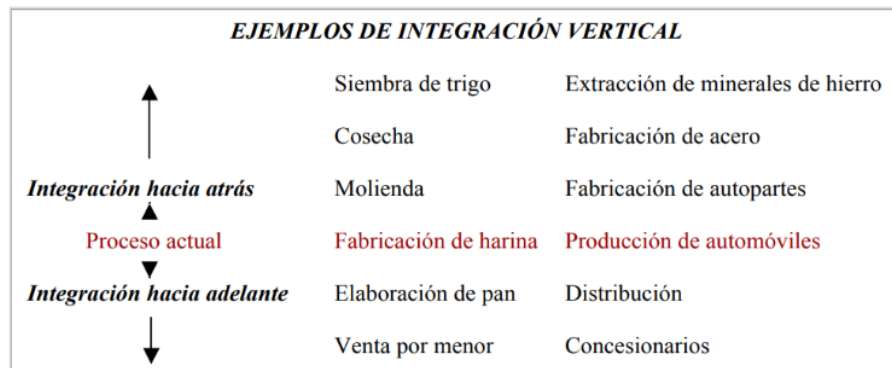 EJEMPLOS DE INTEGRACIÓN VERTICAL
Siembra de trigo Extracción de minerales de hierro
Cosecha Fabricación de acero
Integración hacia atrás Molienda Fabricación de autopartes
Proceso actual Fabricación de harina Producción de automóviles
Integración hacia adelante Elaboración de pan Distribución
Venta por menor Concesionarios